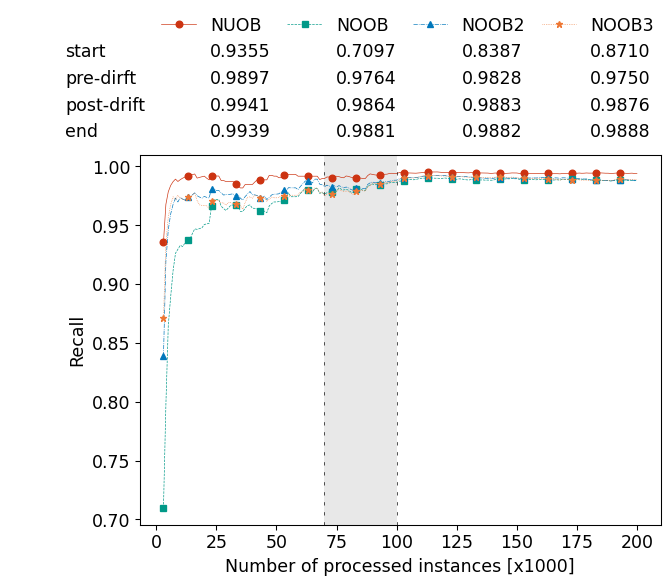 NUOB NOOB NOOB2 NOOB3
start 0.9355 0.7097 0.8387 0.8710
pre-dirft 0.9897 0.9764 0.9828 0.9750
post-drift 0.9941 0.9864 0.9883 0.9876
end 0.9939 0.9881 0.9882 0.9888
1.00
0.95
0.90
0.85
0.80
0.75
0.70
Recall
0 25 50 75 100 125 150 175 200
Number of processed instances [x1000]